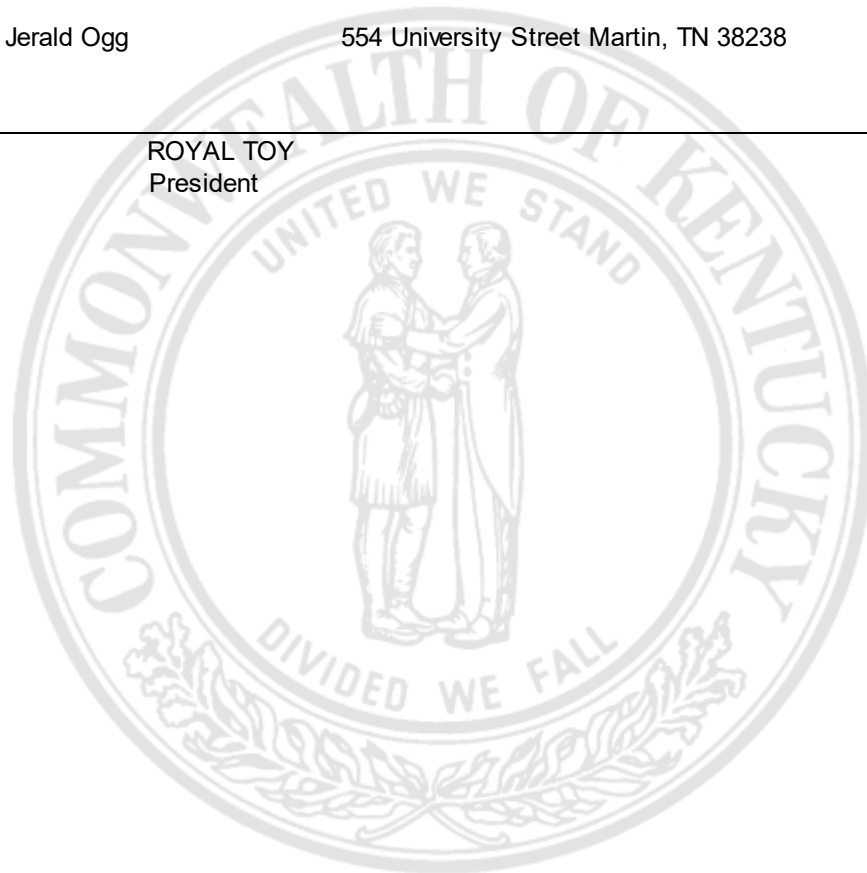 Jerald Ogg 554 University Street Martin, TN 38238
ROYAL TOY
President
COMMONWEALTH OF KENTUCKY
UNITED WE STAND
DIVIDED WE FALL